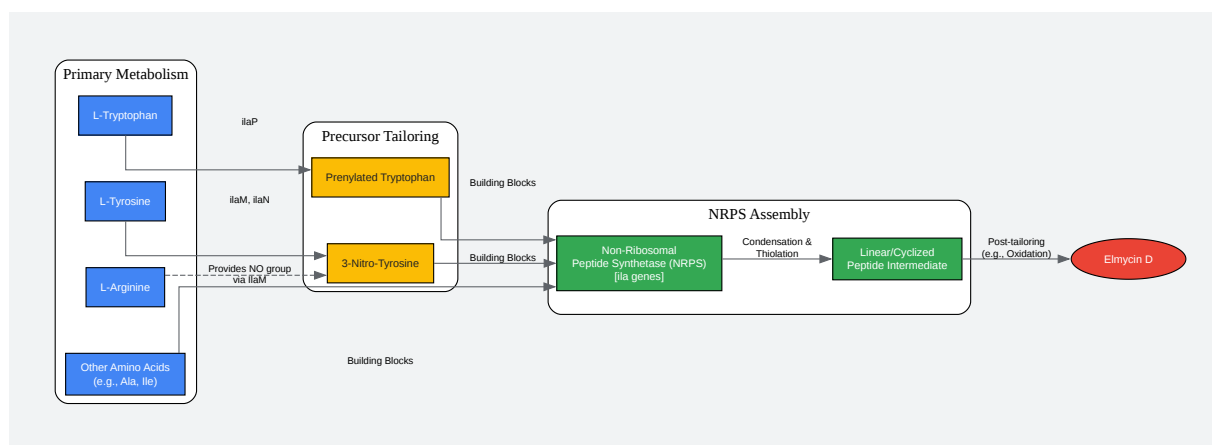 Primary Metabolism
L-Tryptophan
ilaP
Precursor Tailoring
Prenylated Tryptophan
L-Tyrosine
ilaM, ilaN
Building Blocks
NRPS Assembly
3-Nitro-Tyrosine
L-Arginine
Provides NO group
via IlaM
Building Blocks
Non-Ribosomal
Peptide Synthetase (NRPS)
[ila genes]
Condensation &
Thiolation
Linear/Cyclized
Peptide Intermediate
Post-tailoring
(e.g., Oxidation)
Elmycin D
Other Amino Acids
(e.g., Ala, Ile)
Building Blocks